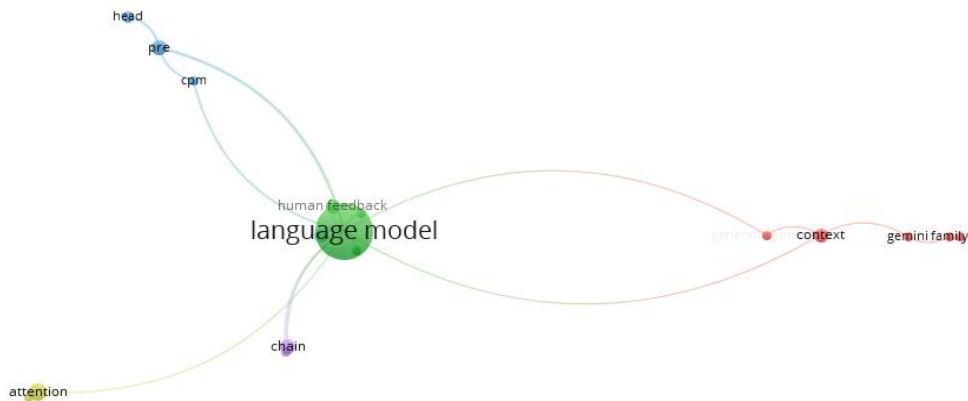 head
pre
cpm
human feedback
language model
context
gemini family
chain
attention